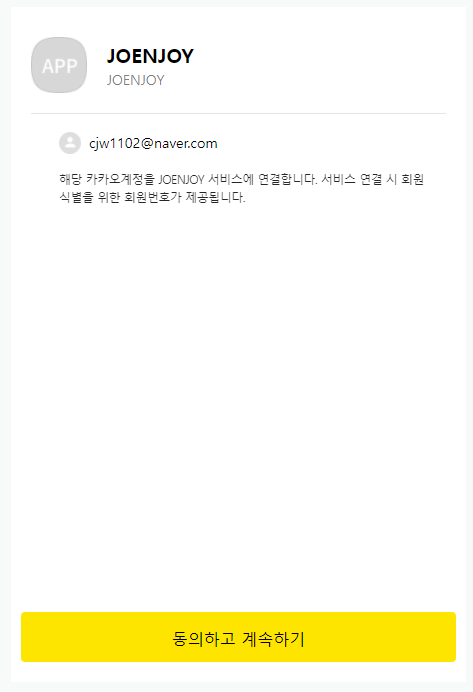 APP
JOENJOY
JOENJOY
cjw1102@naver.com
해당 카카오계정을 JOENJOY 서비스에 연결합니다. 서비스 연결 시 회원
식별을 위한 회원번호가 제공됩니다.
동의하고 계속하기